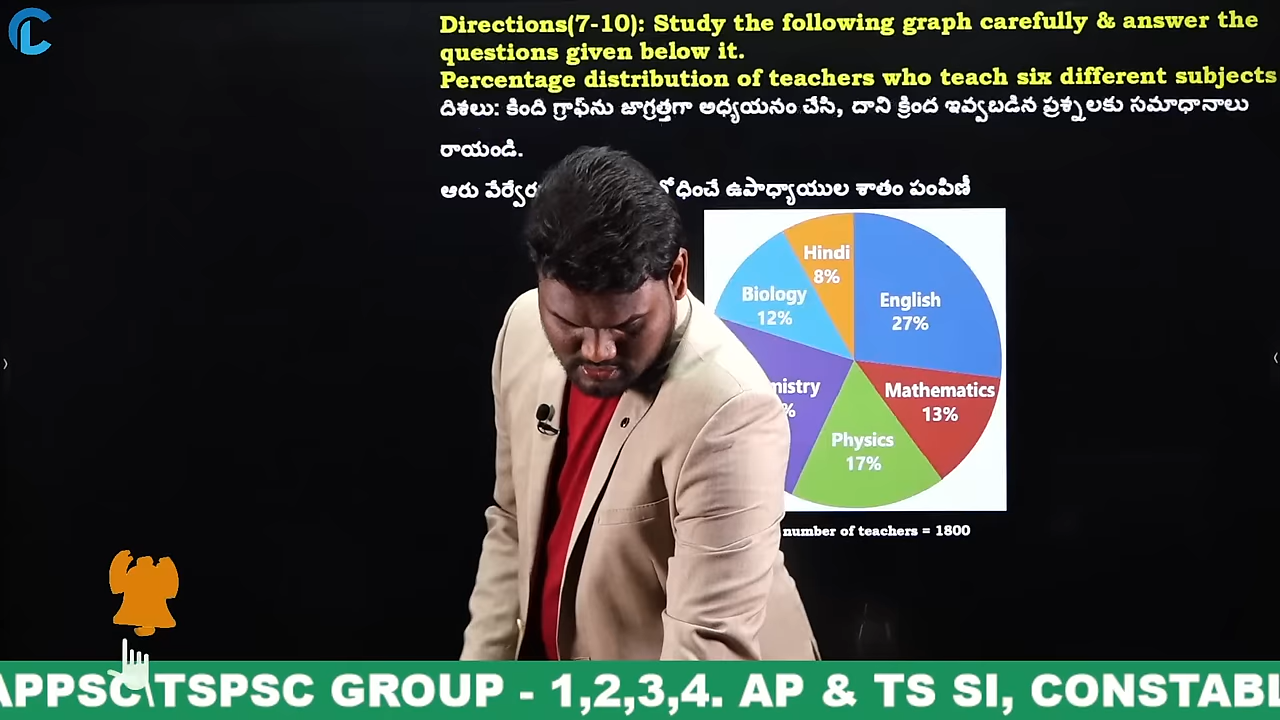 Directions(7-10): Study the following graph carefully & answer the
questions given below it.
Percentage distribution of teachers who teach six different subjects
దిశలు: కింది గ్రాఫ్‌ను జాగ్రత్తగా అధ్యయనం చేసి, దాని క్రింద ఇవ్వబడిన ప్రశ్నలకు సమాధానాలు
రాయండి.
ఆరు ఉపాధ్యాయుల శాతం పంపిణీ
Hindi
8%
English
27%
Biology
12%
Mathematics
13%
Physics
17%
number of teachers = 1800
APPSC\TSPSC GROUP - 1,2,3,4. AP & TS SI,